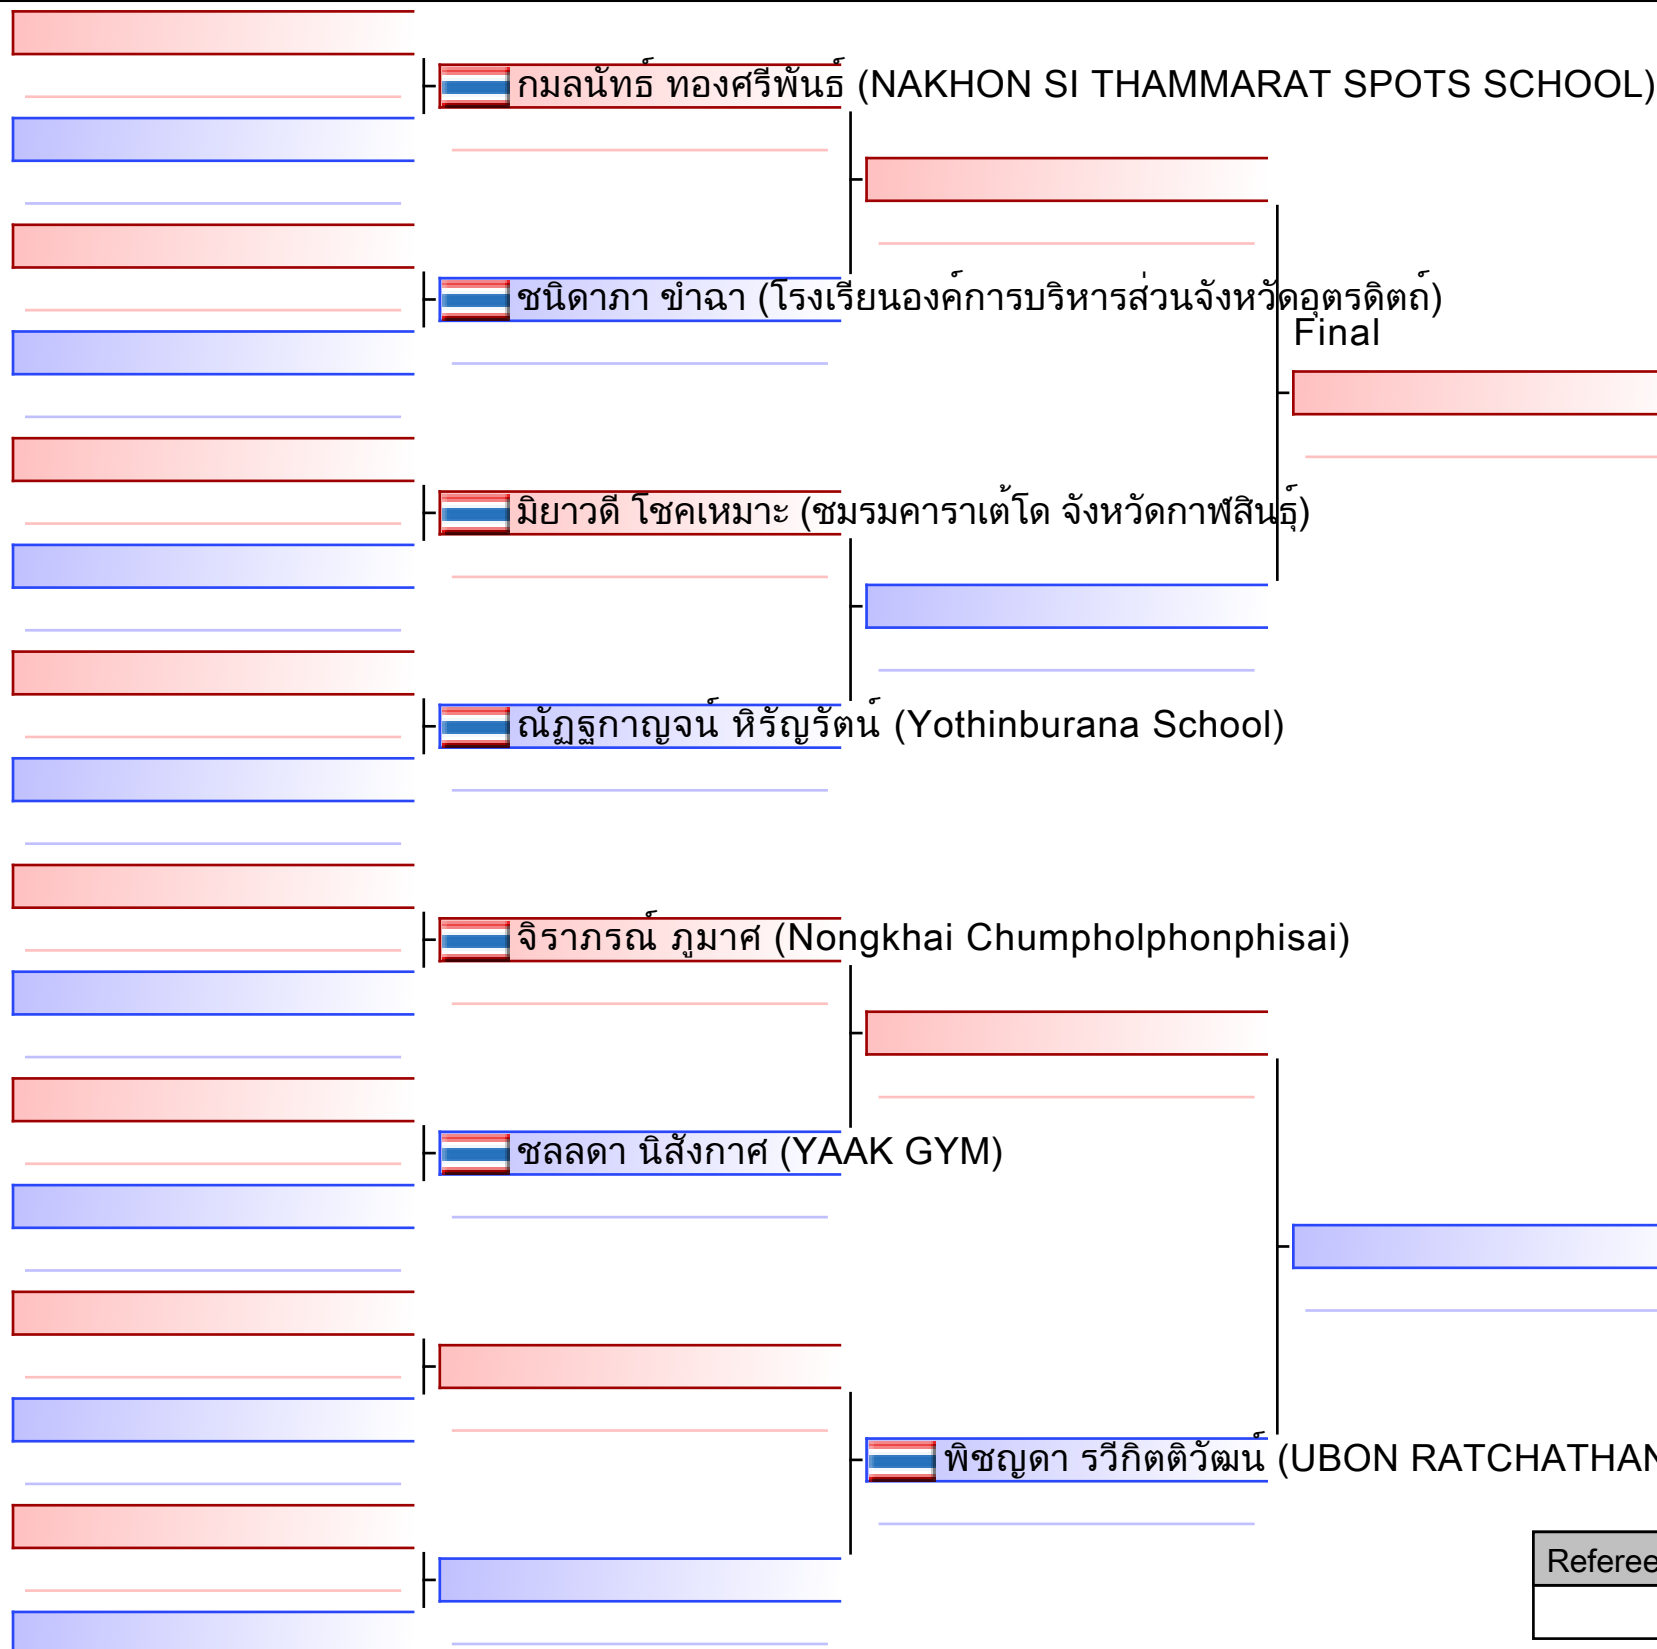 กมลนัทธ์ ทองศรีพันธ์ (NAKHON SI THAMMARAT SPOTS SCHOOL)
ชนิดาภา ขำฉา (โรงเรียนองค์การบริหารส่วนจังหวัดอุตรดิตถ์)
Final
มิยาวดี โชคเหมาะ (ชมรมคาราเต้โด จังหวัดกาฬสินธุ์)
ณัฏฐกาญจน์ หิรัญรัตน์ (Yothinburana School)
จิราภรณ์ ภูมาศ (Nongkhai Chumpholphonphisai)
ชลลดา นิสังกาศ (YAAK GYM)
พิชญดา รวีกิตติวัฒน์ (UBON RATCHATHAN
Referee